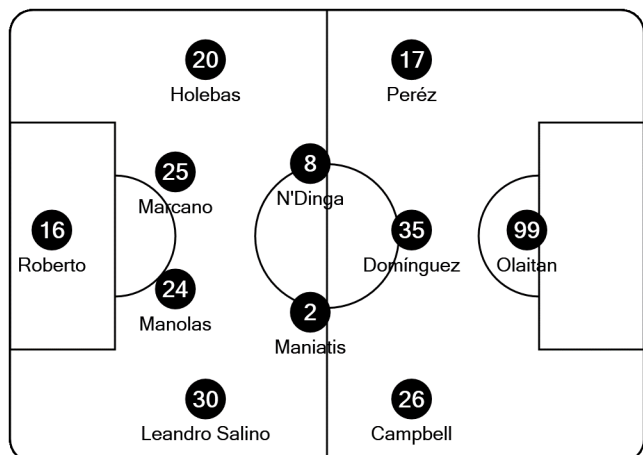 20
Holebas
17
Peréz
25
Marcano
8
N'Dinga
16
Roberto
35
Domínguez
99
Olaitan
24
Manolas
2
Maniatis
30
Leandro Salino
26
Campbell